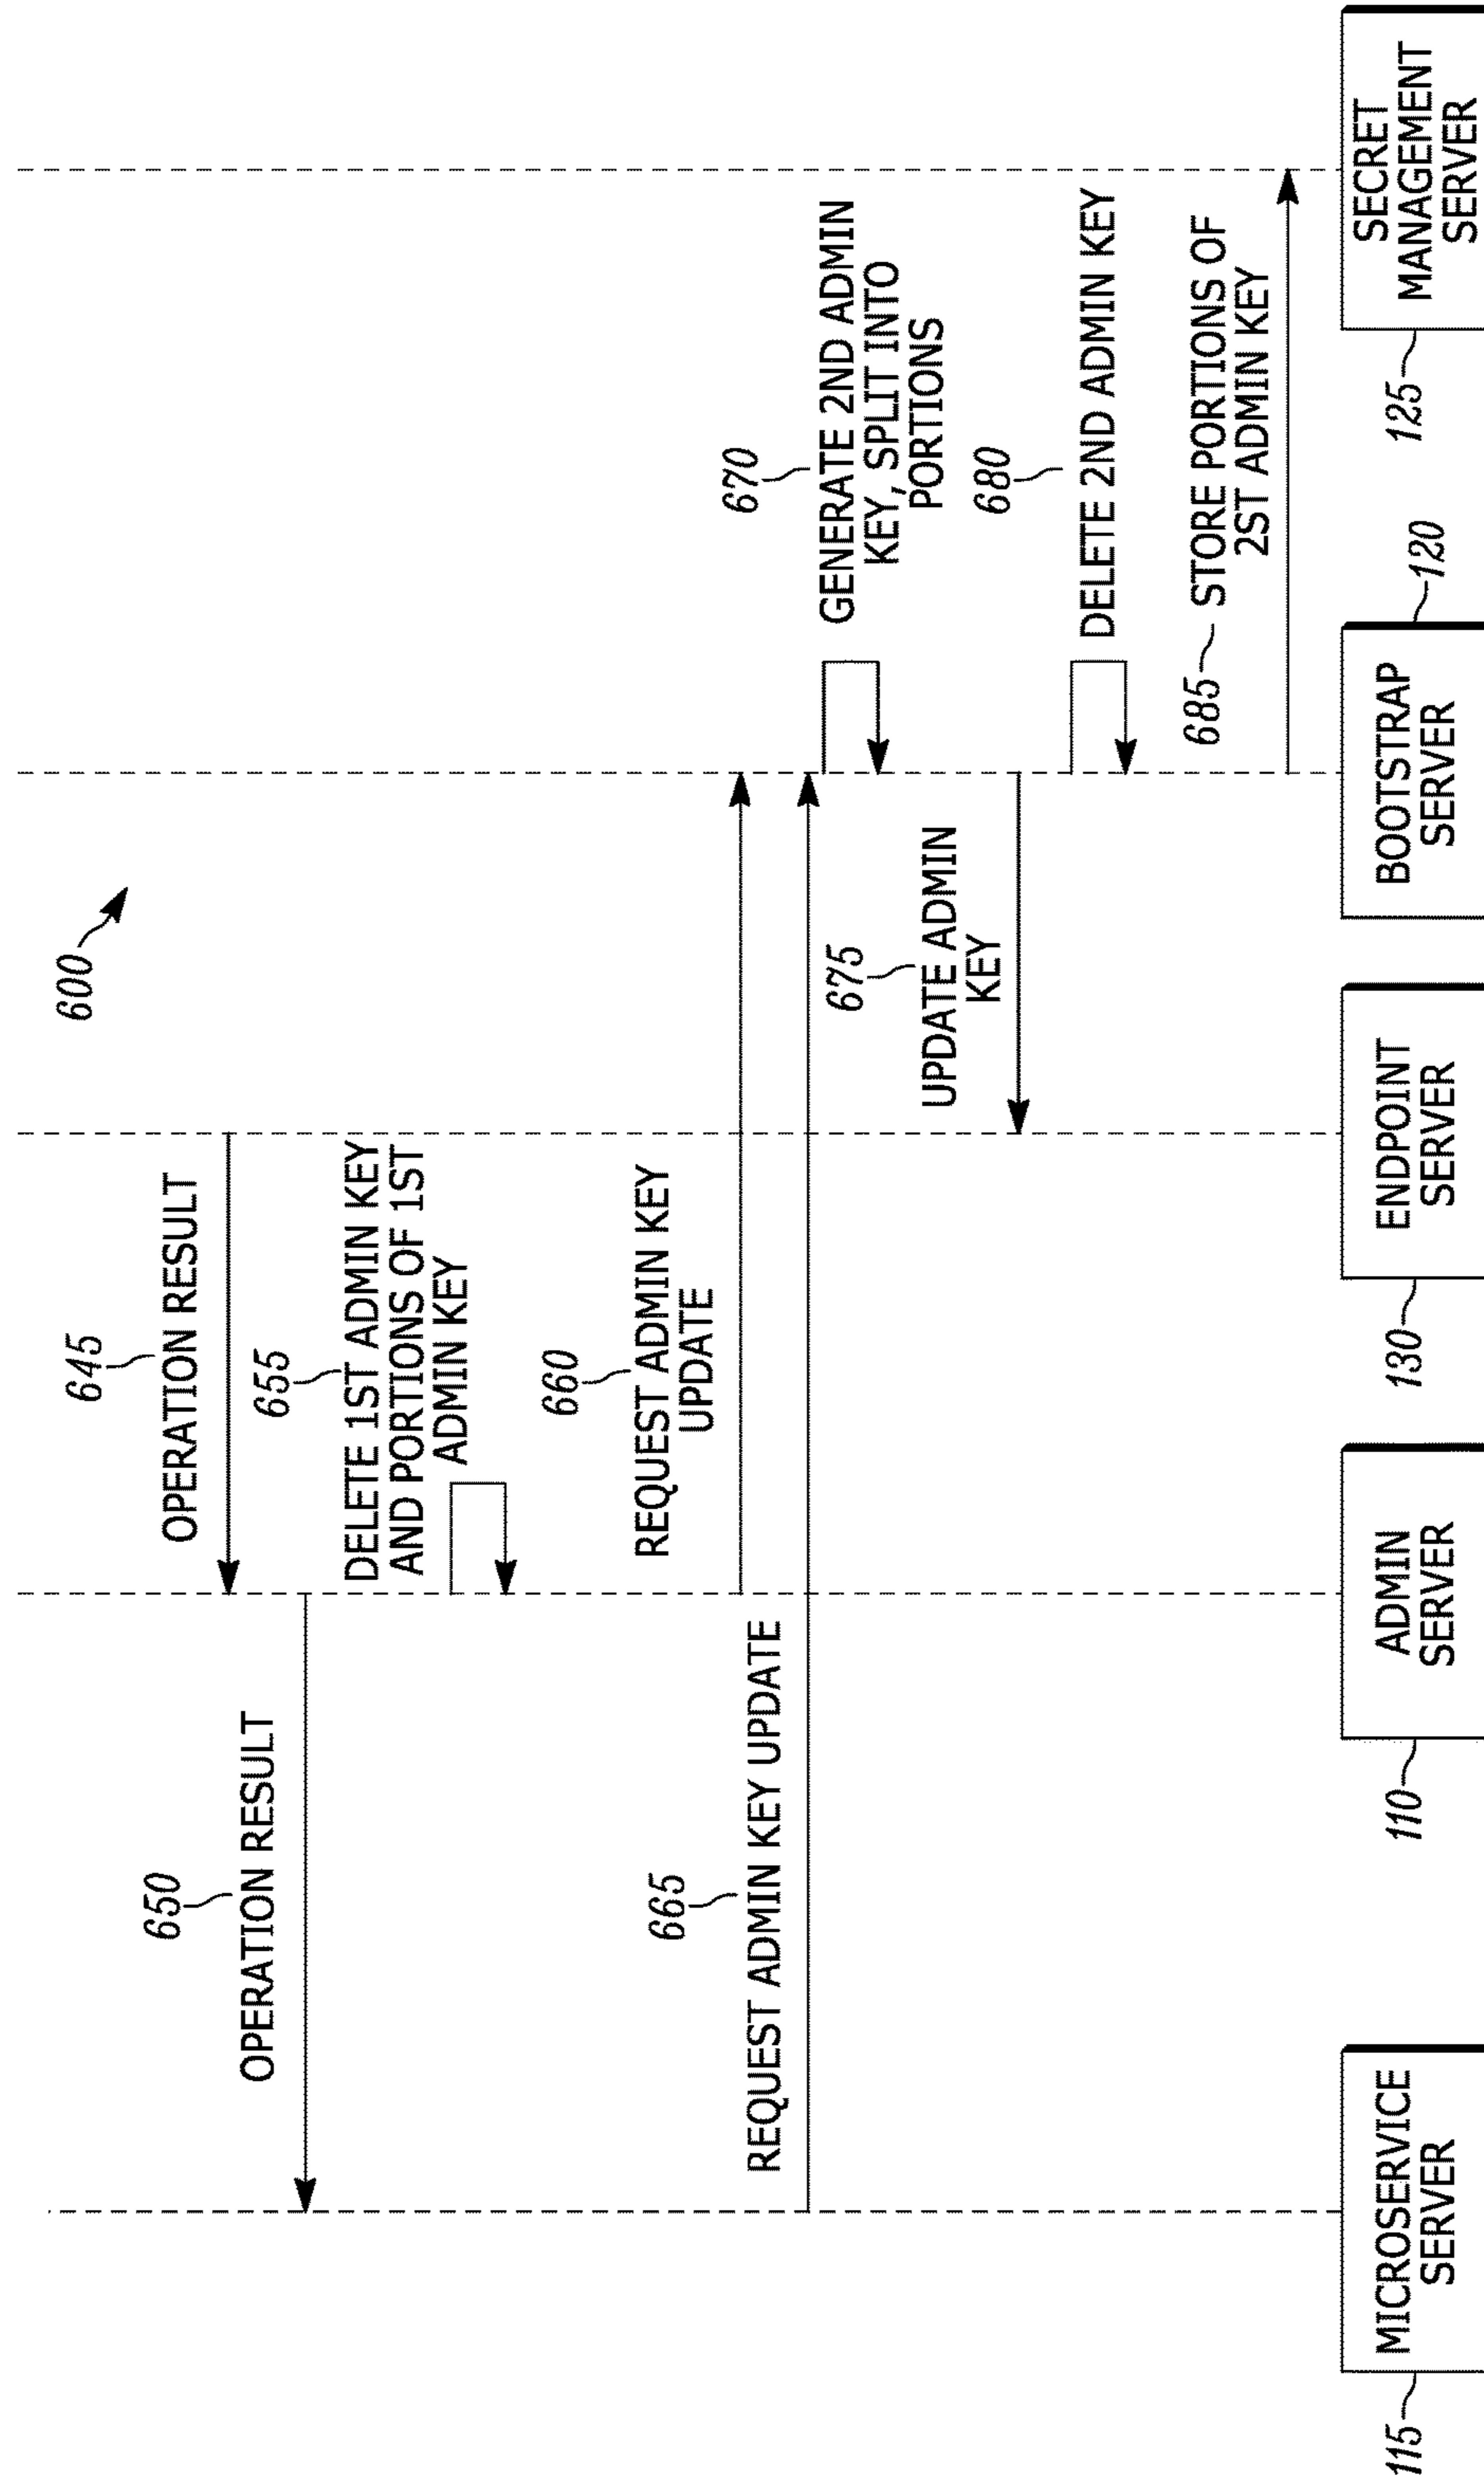 600
645
OPERATION RESULT
650
OPERATION RESULT
655
DELETE 1ST ADMIN KEY
AND PORTIONS OF 1ST
ADMIN KEY
660
REQUEST ADMIN KEY
UPDATE
665
REQUEST ADMIN KEY UPDATE
670
GENERATE 2ND ADMIN
KEY, SPLIT INTO
PORTIONS
675
UPDATE ADMIN
KEY
680
DELETE 2ND ADMIN KEY
685
STORE PORTIONS OF
2ST ADMIN KEY
115
MICROSERVICE
SERVER
110
ADMIN
SERVER
130
ENDPOINT
SERVER
120
BOOTSTRAP
SERVER
125
SECRET
MANAGEMENT
SERVER